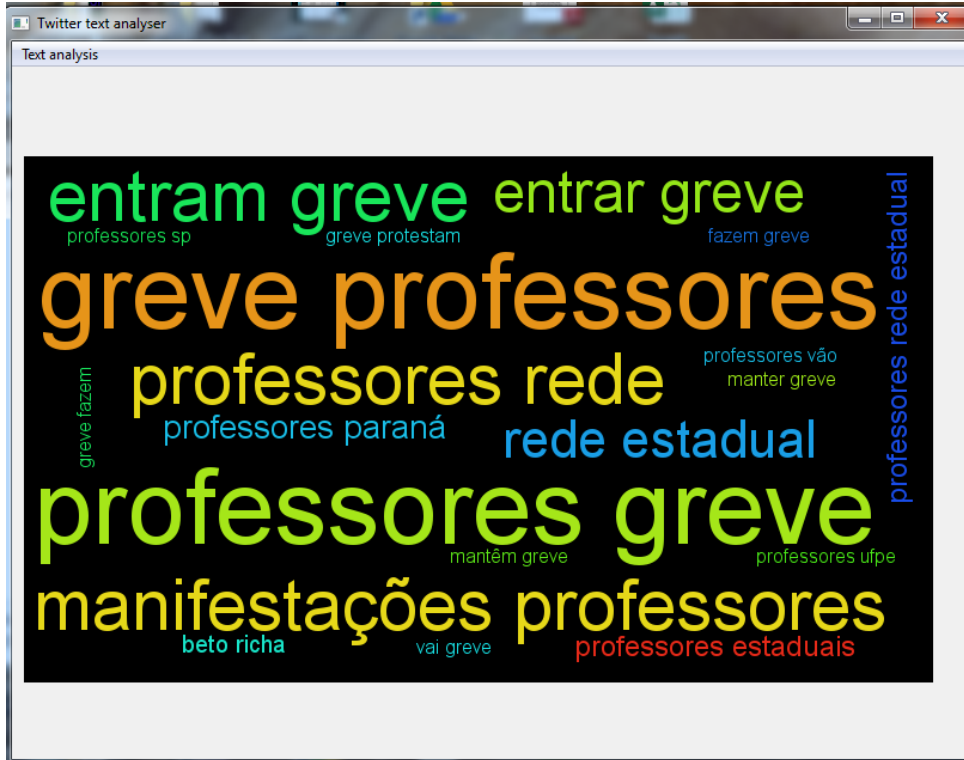 Twitter text analyser
Text analysis
entram greve
entrar greve
professores sp
greve protestam
fazem greve
professores rede estadual
greve professores
professores rede
professores vão
manter greve
greve fazem
professores paraná
rede estadual
professores greve
mantêm greve
professores ufpe
manifestações professores
beto richa
vai greve
professores estaduais